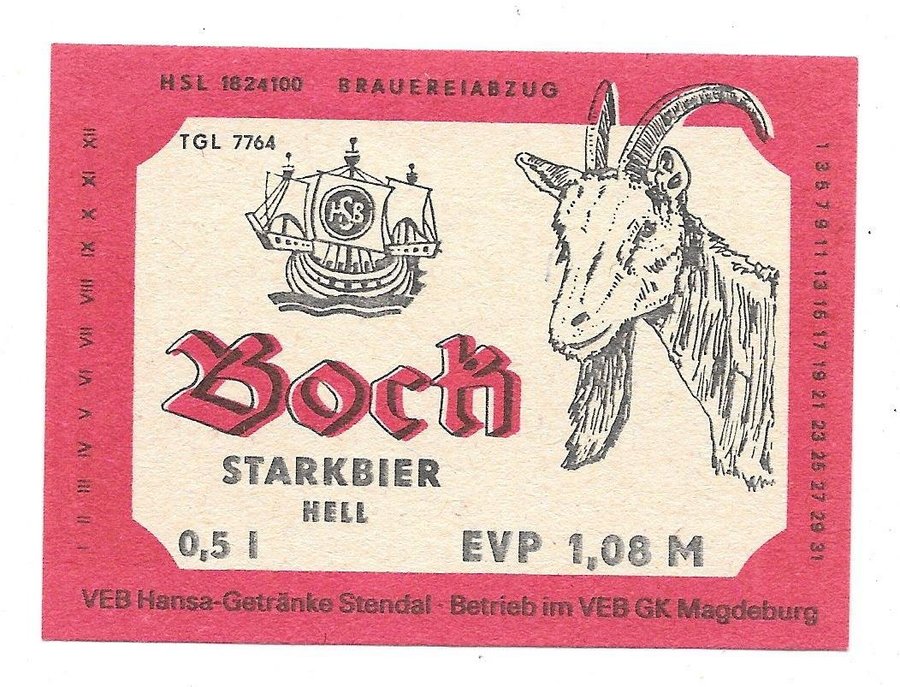 HSL 1824100 BRAUEREIABZUG
TGL 7764
HSB
Bock
STARKBIER
HELL
0,5 l
EVP 1,08 M
VEB Hansa-Getränke Stendal · Betrieb im VEB GK Magdeburg
I II III IV V VI VII VIII IX X XI XII
1 3 5 7 9 11 13 15 17 19 21 23 25 27 29 31